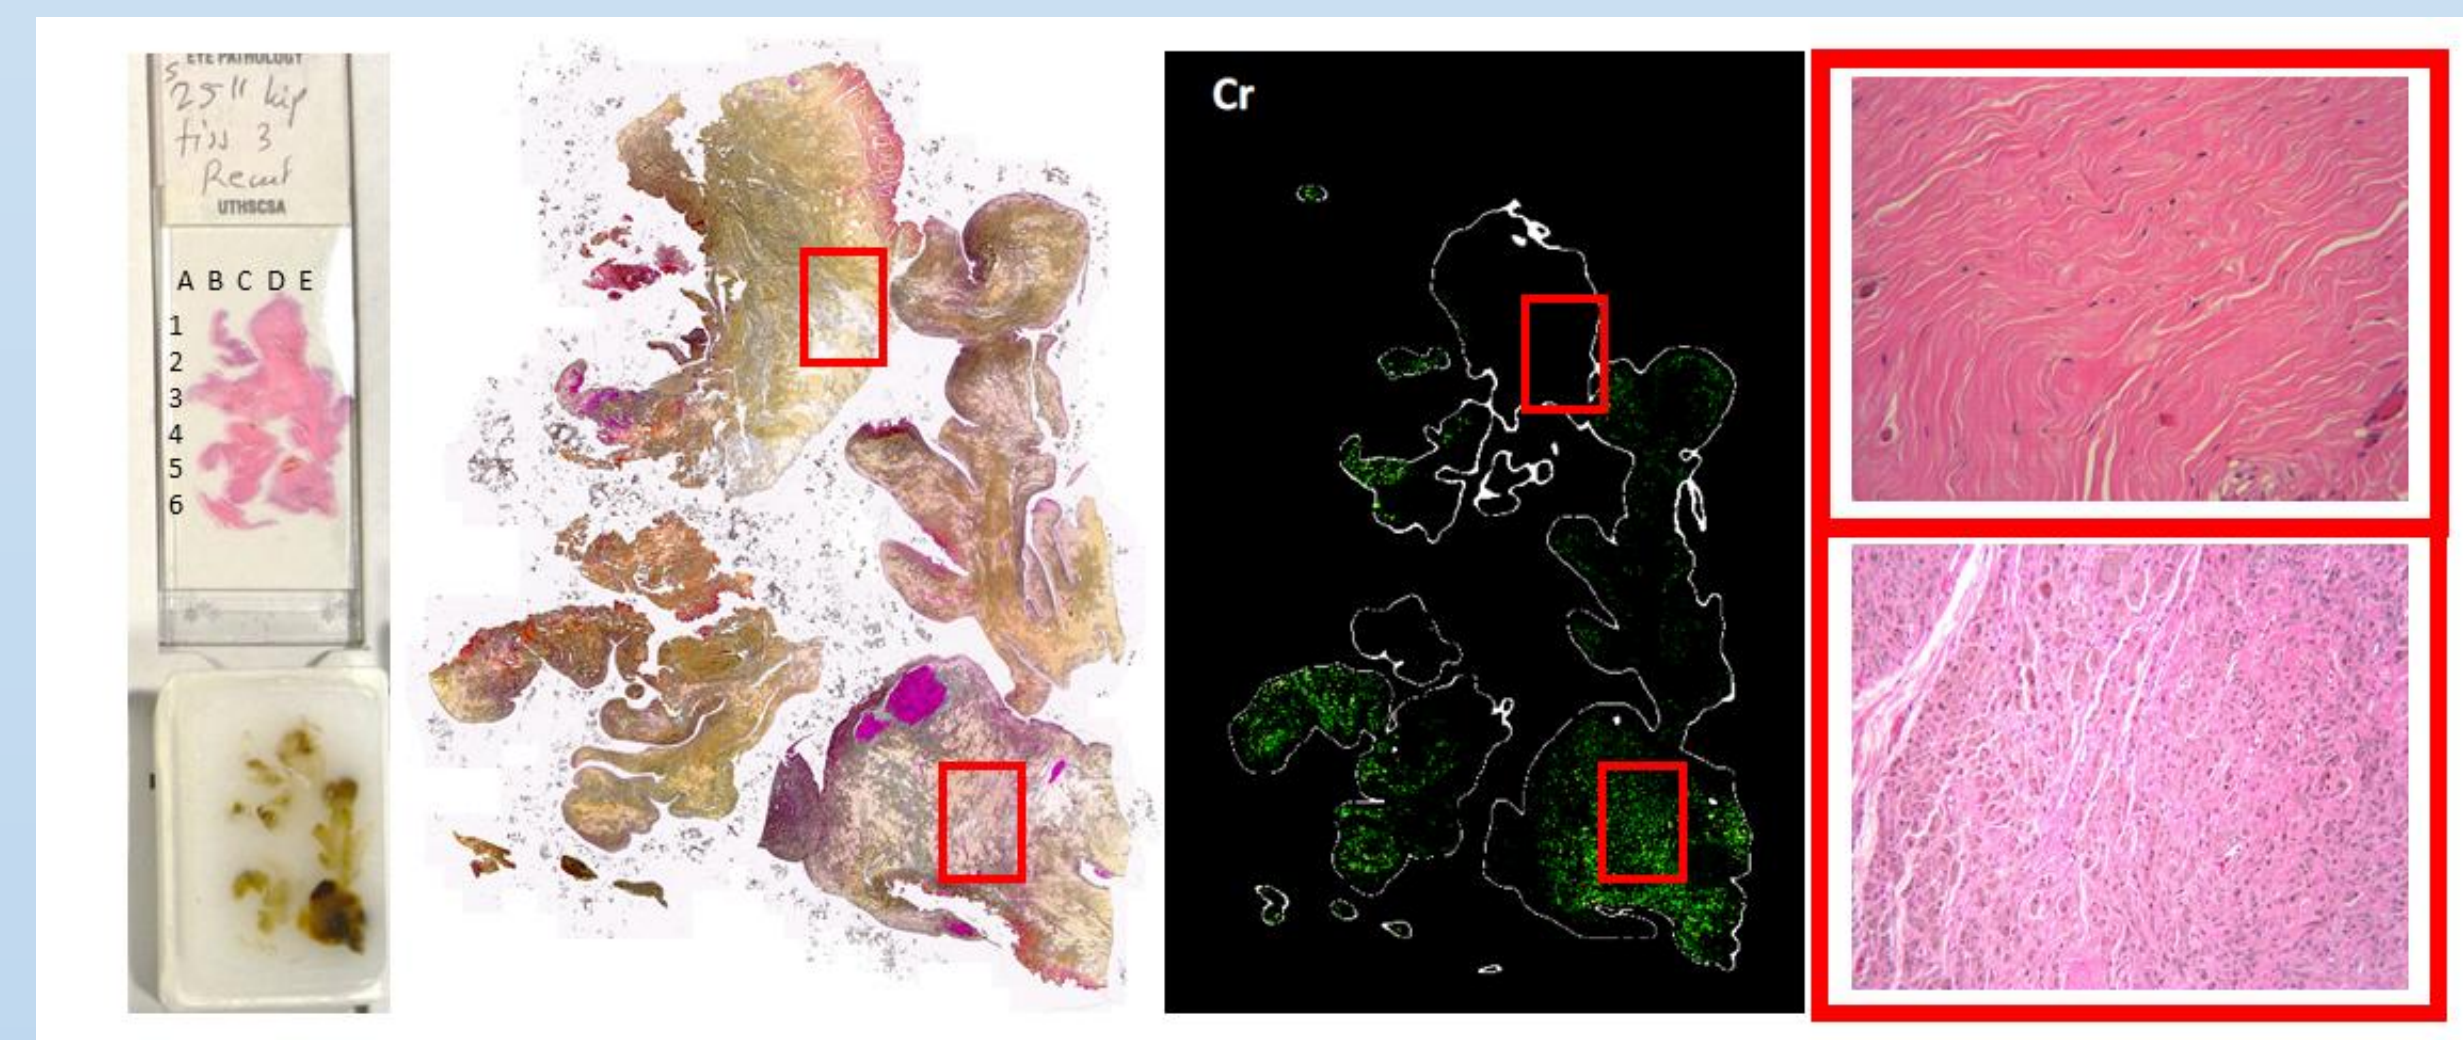 EYE PATHOLOGY
S
25" kip
tiss 3
Recut
UTHSCSA
A B C D E
1
2
3
4
5
6
Cr